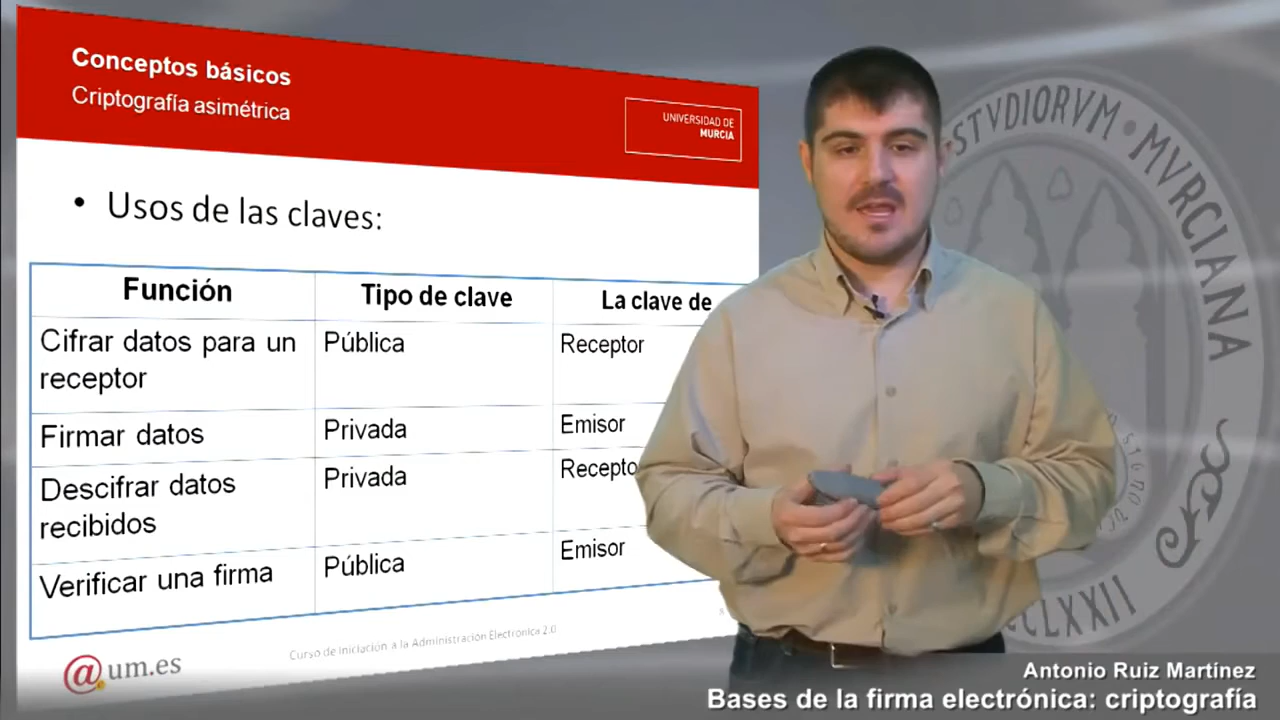 Conceptos básicos
Criptografía asimétrica
UNIVERSIDAD DE
MURCIA
• Usos de las claves:
Función Tipo de clave La clave de
Cifrar datos para un
receptor
Pública Receptor
Firmar datos Privada Emisor
Descifrar datos
recibidos
Privada Recepto
Verificar una firma Pública Emisor
Curso de Iniciación a la Administración Electrónica 2.0
@um.es
STVDIORVM • MVRCIANA
CLXXII
Antonio Ruiz Martínez
Bases de la firma electrónica: criptografía